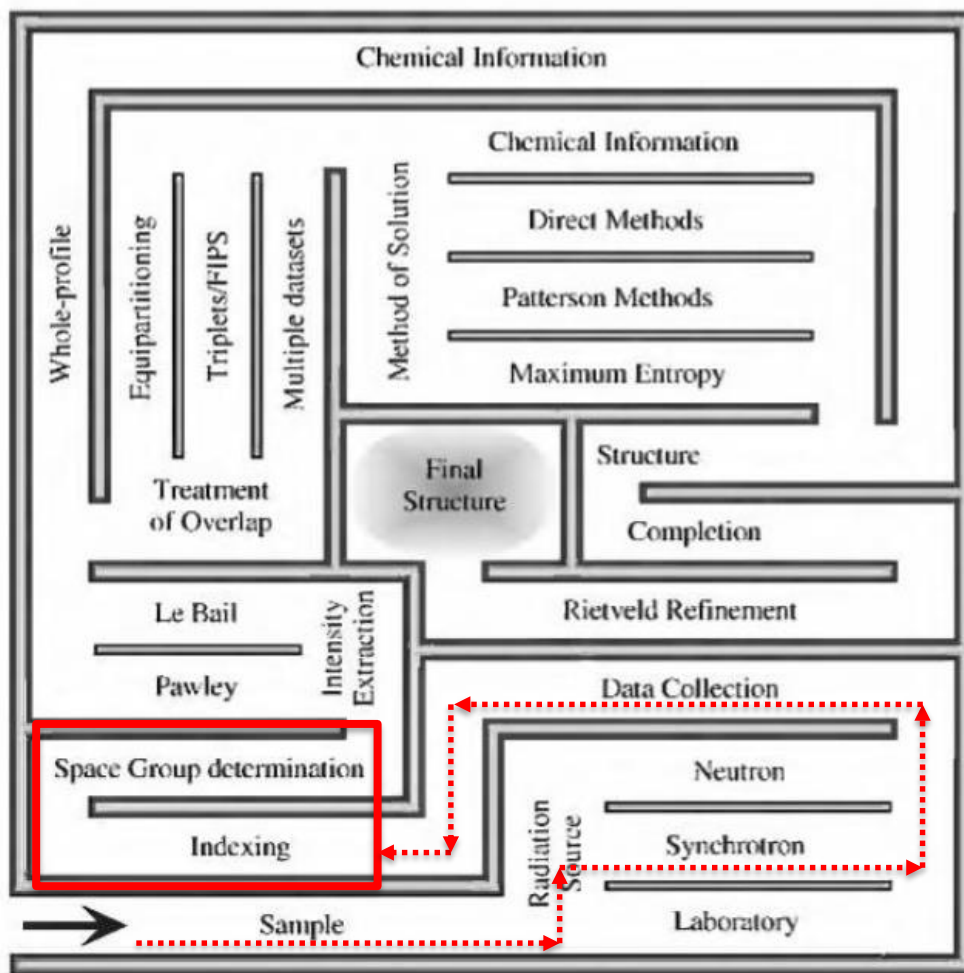 Chemical Information
Chemical Information
Whole-profile
Equipartitioning
Triplets/FIPS
Multiple datasets
Method of Solution
Direct Methods
Patterson Methods
Maximum Entropy
Treatment
of Overlap
Final
Structure
Structure
Completion
Rietveld Refinement
Le Bail
Pawley
Intensity
Extraction
Data Collection
Space Group determination
Indexing
Radiation
Source
Neutron
Synchrotron
Laboratory
Sample